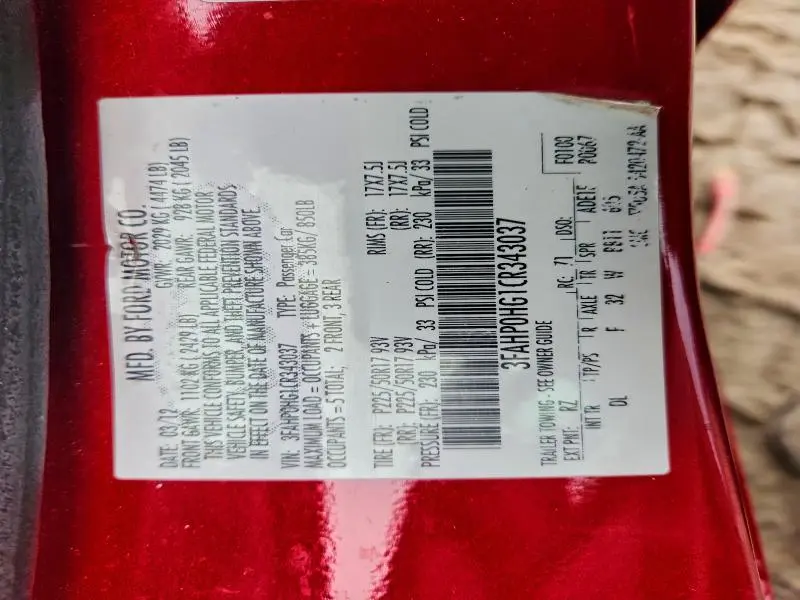 MFD. BY FORD MOTOR CO.
DATE: 03/12 GVWR: 2029 KG ( 4474 LB)
FRONT GAWR: 1102 KG ( 2429 LB) REAR GAWR: 928 KG ( 2045 LB)
THIS VEHICLE CONFORMS TO ALL APPLICABLE FEDERAL MOTOR
VEHICLE SAFETY, BUMPER, AND THEFT PREVENTION STANDARDS
IN EFFECT ON THE DATE OF MANUFACTURE SHOWN ABOVE
VIN: 3FAHP0HG1CR343037 TYPE: Passenger Car
MAXIMUM LOAD = OCCUPANTS + LUGGAGE = 385KG / 850LB
OCCUPANTS = 5 TOTAL; 2 FRONT, 3 REAR
TIRE (FR): P225/50R17 93V RIMS (FR): 17X7.5J
(RR): P225/50R17 93V (RR): 17X7.5J
PRESSURE (FR): 230 kPa/ 33 PSI COLD (RR): 230 kPa/ 33 PSI COLD
3FAHP0HG1CR343037
TRAILER TOWING - SEE OWNER GUIDE F0100
EXT PNT: RZ RC: 71 DSO: P0067
INT TR TP/PS R AXLE TR SPR
DL F 32 W